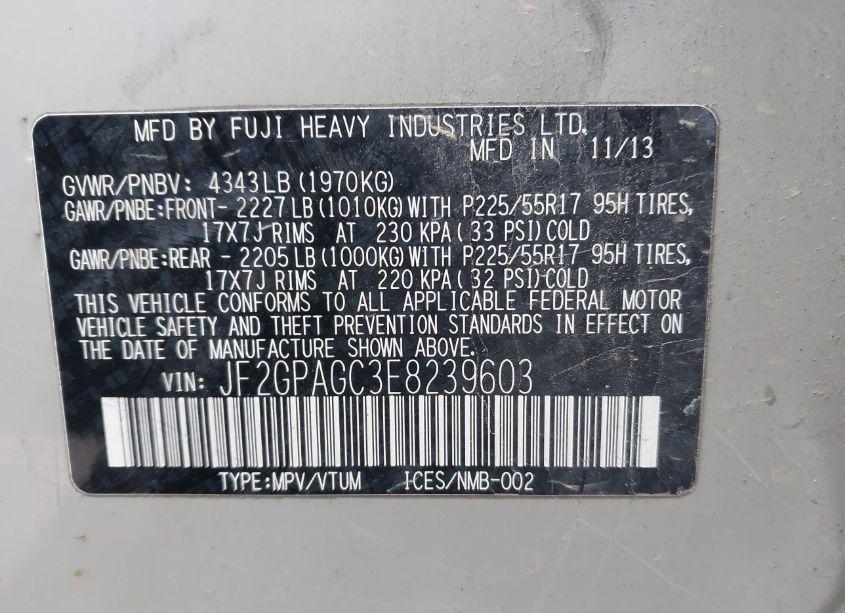 MFD BY FUJI HEAVY INDUSTRIES LTD.
MFD IN 11/13
GVWR/PNBV: 4343LB(1970KG)
GAWR/PNBE:FRONT- 2227LB(1010KG)WITH P225/55R17 95H TIRES,
17X7J RIMS AT 230 KPA(33 PSI)COLD
GAWR/PNBE:REAR - 2205LB(1000KG)WITH P225/55R17 95H TIRES,
17X7J RIMS AT 220 KPA(32 PSI)COLD
THIS VEHICLE CONFORMS TO ALL APPLICABLE FEDERAL MOTOR
VEHICLE SAFETY AND THEFT PREVENTION STANDARDS IN EFFECT ON
THE DATE OF MANUFACTURE SHOWN ABOVE.
VIN: JF2GPAGC3E8239603
TYPE:MPV/VTUM ICES/NMB-002